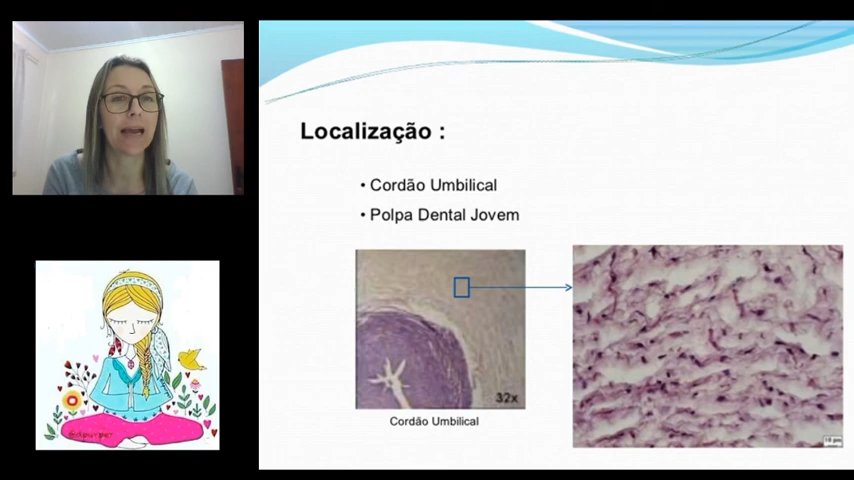 Localização :
• Cordão Umbilical
• Polpa Dental Jovem
32x
Cordão Umbilical